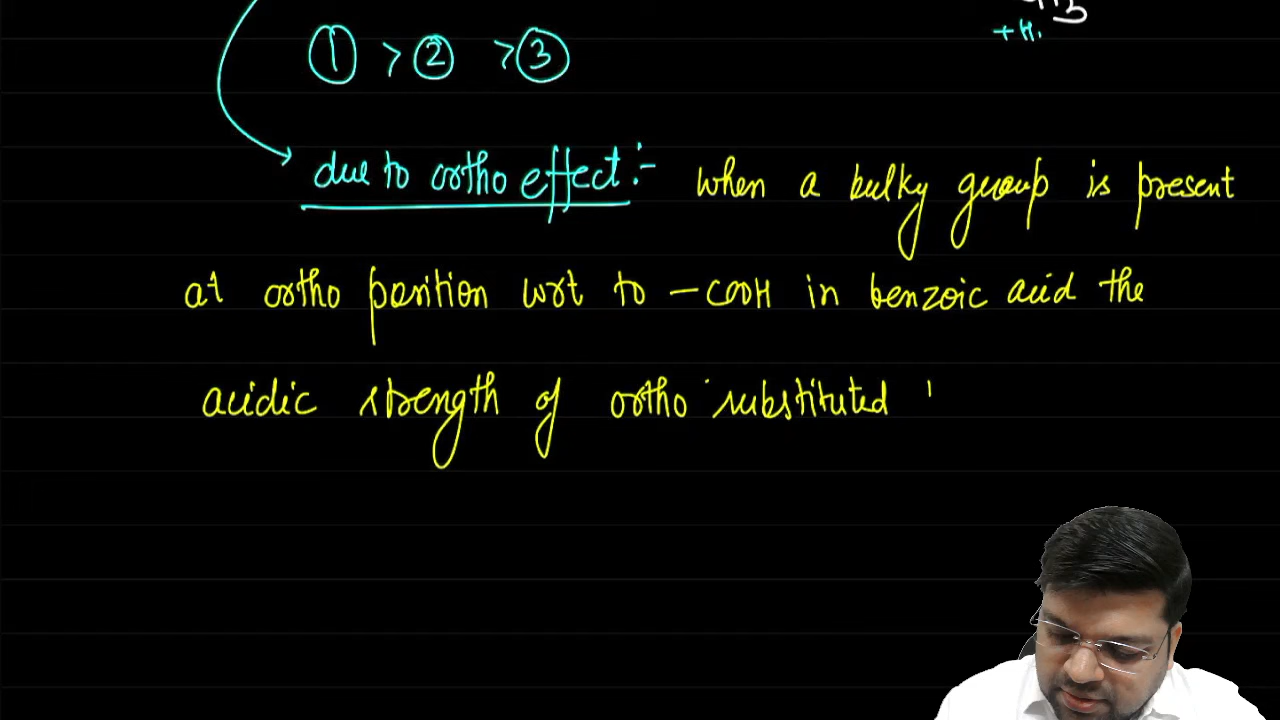 +H.
① > ② > ③
due to ortho effect :- when a bulky group is present
at ortho position wrt to -COOH in benzoic acid the
acidic strength of ortho substituted